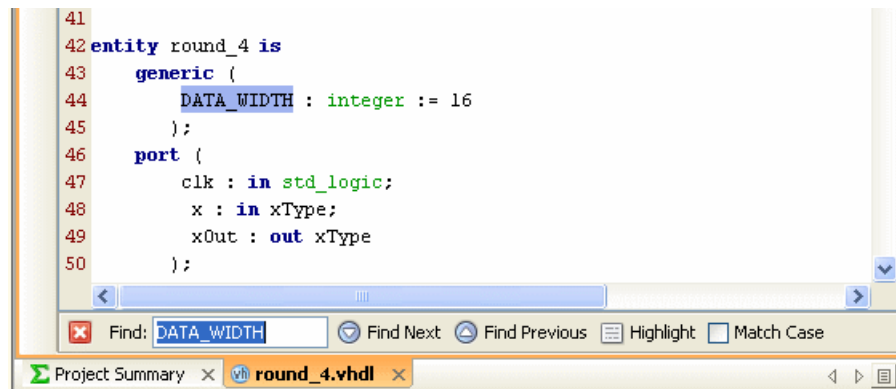 41
42 entity round_4 is
43 generic (
44 DATA_WIDTH : integer := 16
45 );
46 port (
47 clk : in std_logic;
48 x : in xType;
49 xOut : out xType
50 );
Find: DATA_WIDTH Find Next Find Previous Highlight Match Case
Σ Project Summary × vh round_4.vhdl ×